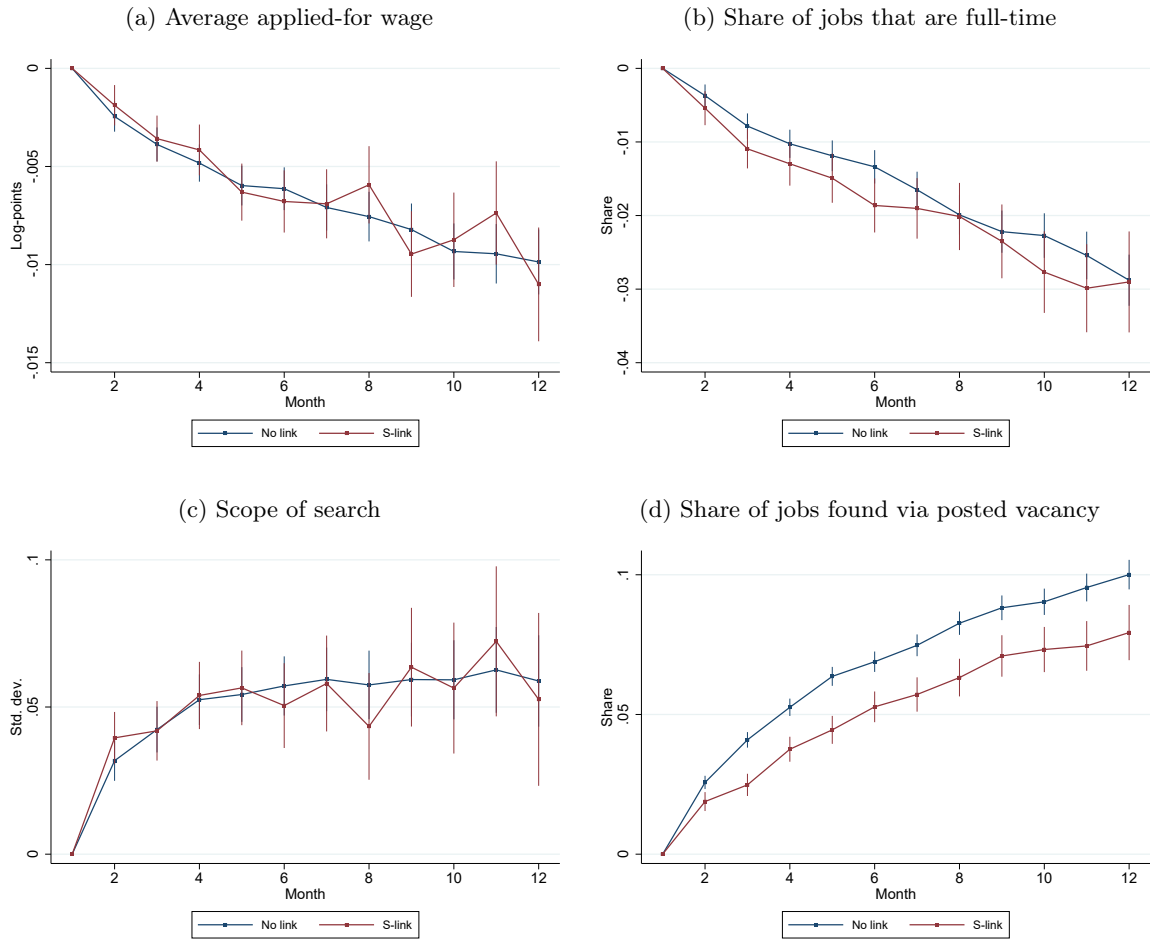 (a) Average applied-for wage
0
-.005
-.01
-.015
Log-points
2 4 6 8 10 12
Month
No link S-link
(b) Share of jobs that are full-time
0
-.01
-.02
-.03
-.04
Share
2 4 6 8 10 12
Month
No link S-link
(c) Scope of search
.1
.05
0
Std. dev.
2 4 6 8 10 12
Month
No link S-link
(d) Share of jobs found via posted vacancy
.1
.05
0
Share
2 4 6 8 10 12
Month
No link S-link